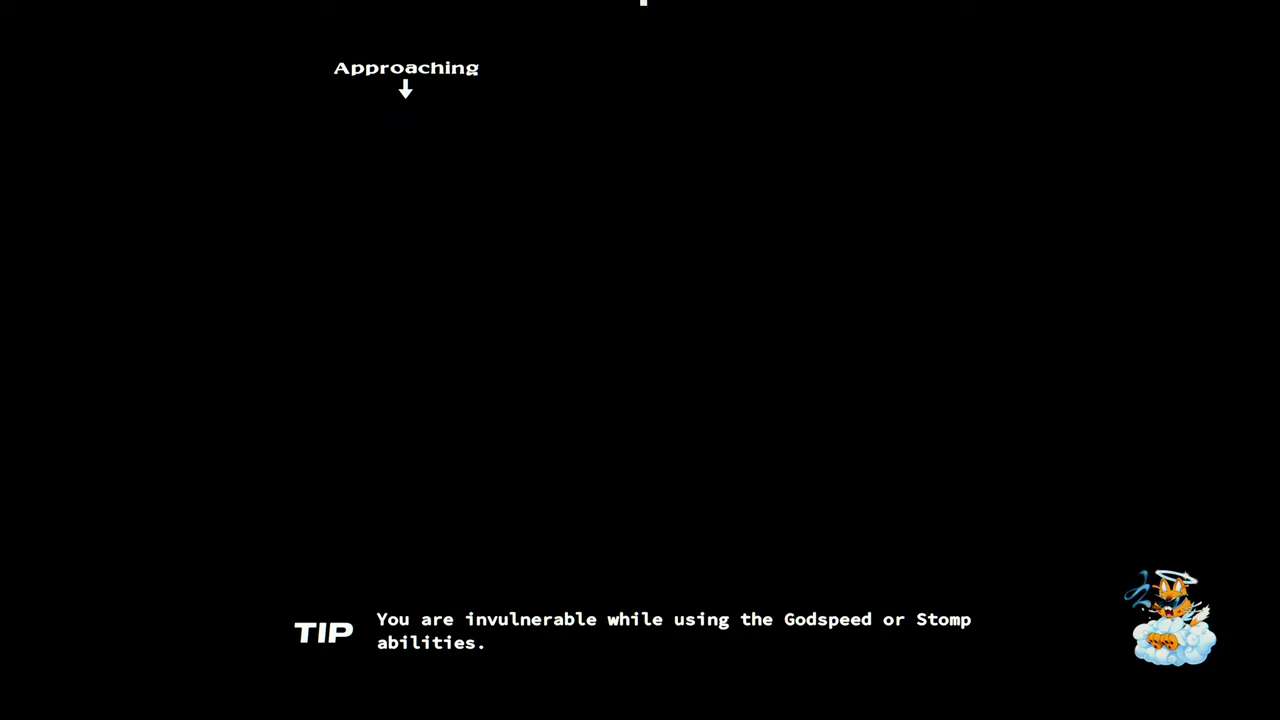 Approaching
TIP
You are invulnerable while using the Godspeed or Stomp
abilities.